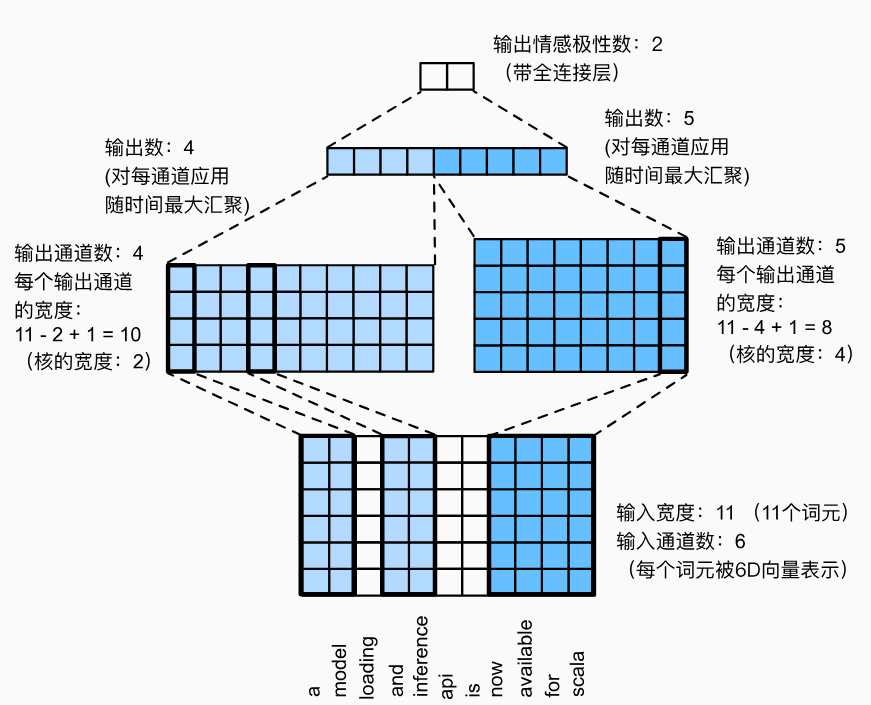 输出情感极性数：2
（带全连接层）
输出数：4
(对每通道应用
随时间最大汇聚)
输出数：5
(对每通道应用
随时间最大汇聚)
输出通道数：4
每个输出通道
的宽度：
11 - 2 + 1 = 10
（核的宽度：2）
输出通道数：5
每个输出通道
的宽度：
11 - 4 + 1 = 8
（核的宽度：4）
输入宽度：11 （11个词元）
输入通道数：6
（每个词元被6D向量表示）
a
model
loading
and
inference
api
is
now
available
for
scala